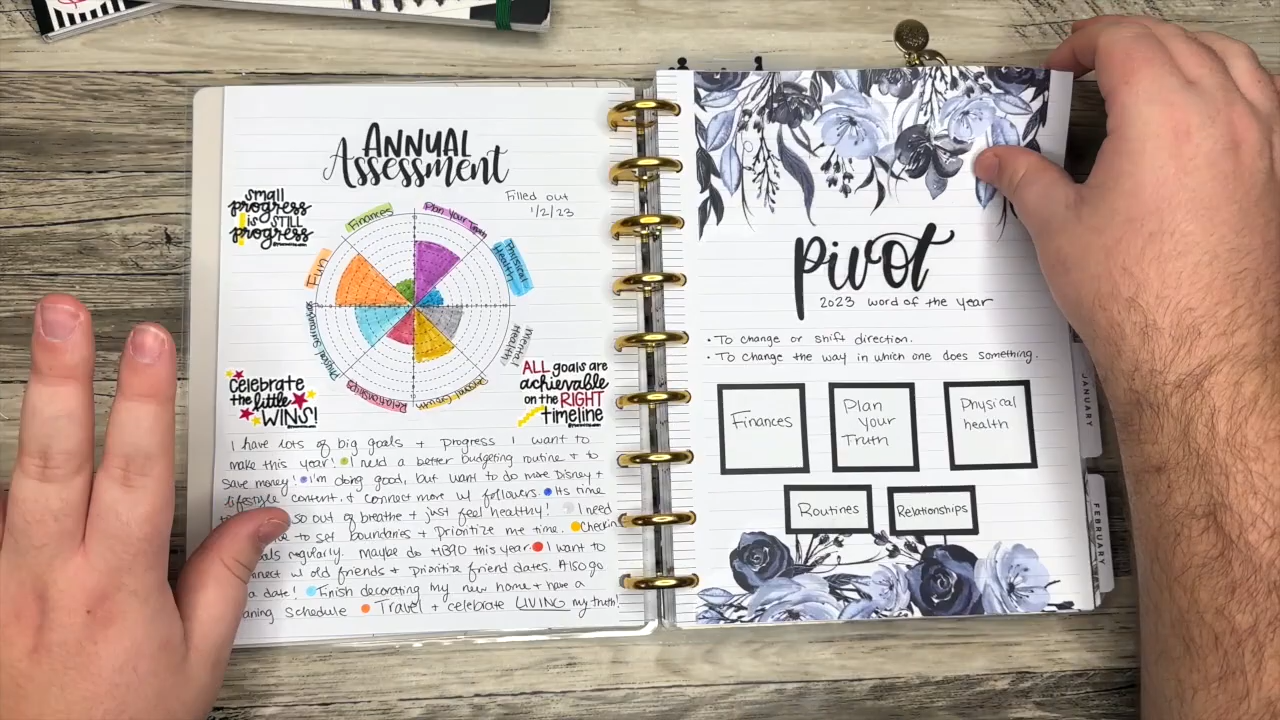 ANNUAL
Assessment
Filled out
1/2/23
small
progress
is STILL
progress
Finances
Plan Your Truth
Physical
Health
Fun
Mental
Health
Personal Growth
Relationships
Physical Surroundings
Celebrate
the little
WINS!
ALL goals are
achievable
on the RIGHT
timeline
I have lots of big goals + progress I want to
make this year! I need a better budgeting routine + to
save money! I'm doing good, but want to do more Disney +
lifestyle content. + connect more w/ followers. Its time
so out of breathe + just feel healthy! I need
to set boundaries + prioritize me time. Checkin
regularly. maybe do HB90 this year. I want to
w/ old friends + prioritize friend dates. Also go
a date! Finish decorating my new home + have a
schedule Travel + celebrate LIVING my truth!
pivot
2023 word of the year
• To change or shift direction.
• To change the way in which one does something.
Finances
Plan
your
Truth
Physical
health
Routines
Relationships
JANUARY
FEBRUARY